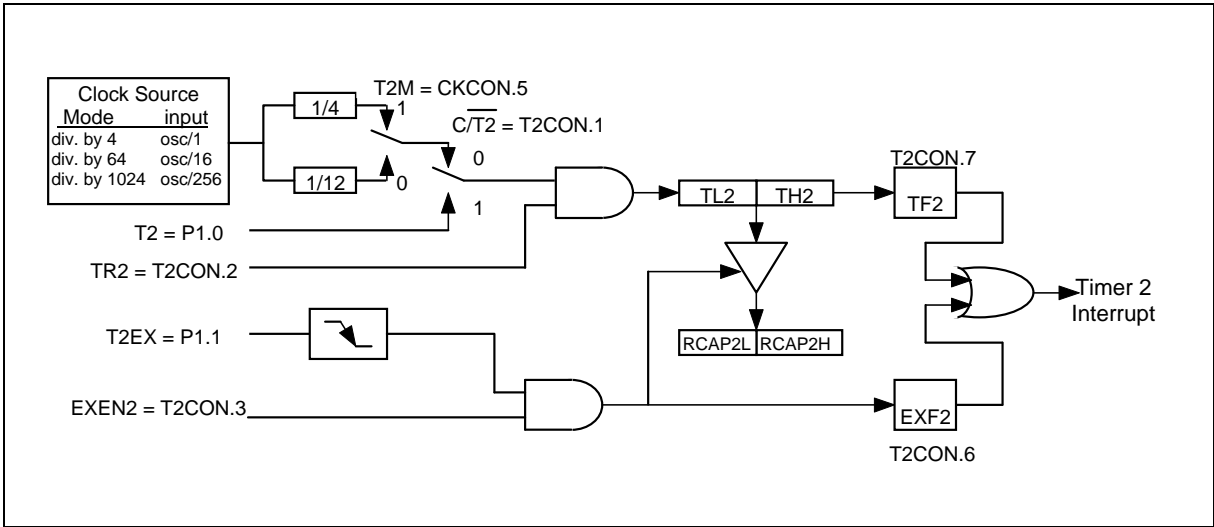 Clock Source
Mode input
div. by 4 osc/1
div. by 64 osc/16
div. by 1024 osc/256
1/4
1/12
T2M = CKCON.5
1
0
C/T2 = T2CON.1
0
1
T2 = P1.0
TR2 = T2CON.2
TL2 TH2
T2CON.7
TF2
T2EX = P1.1
RCAP2L RCAP2H
Timer 2
Interrupt
EXEN2 = T2CON.3
EXF2
T2CON.6